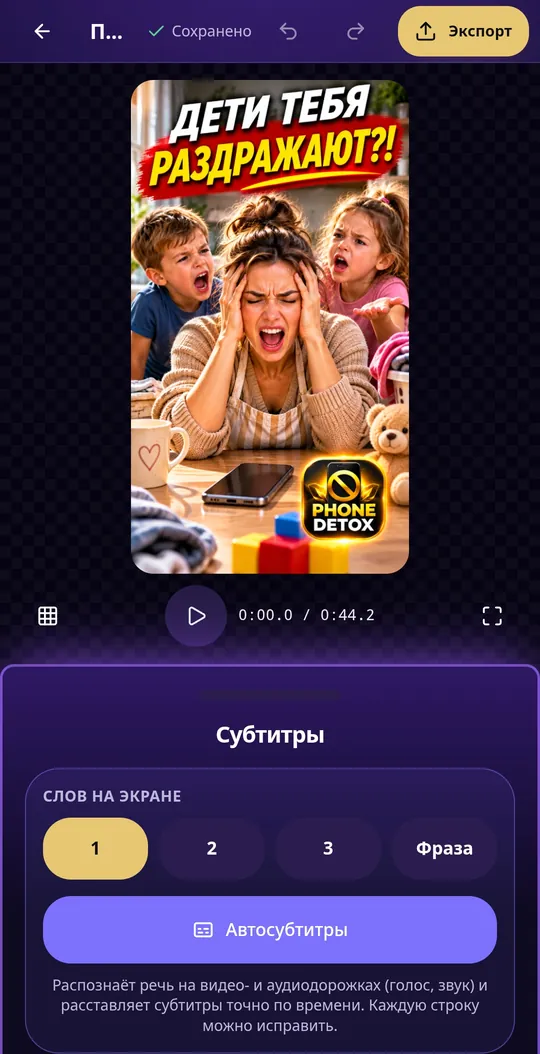 П...
Сохранено
Экспорт
ДЕТИ ТЕБЯ
РАЗДРАЖАЮТ?!
PHONE
DETOX
0:00.0 / 0:44.2
Субтитры
СЛОВ НА ЭКРАНЕ
1 2 3 Фраза
Автосубтитры
Распознаёт речь на видео- и аудиодорожках (голос, звук) и
расставляет субтитры точно по времени. Каждую строку
можно исправить.